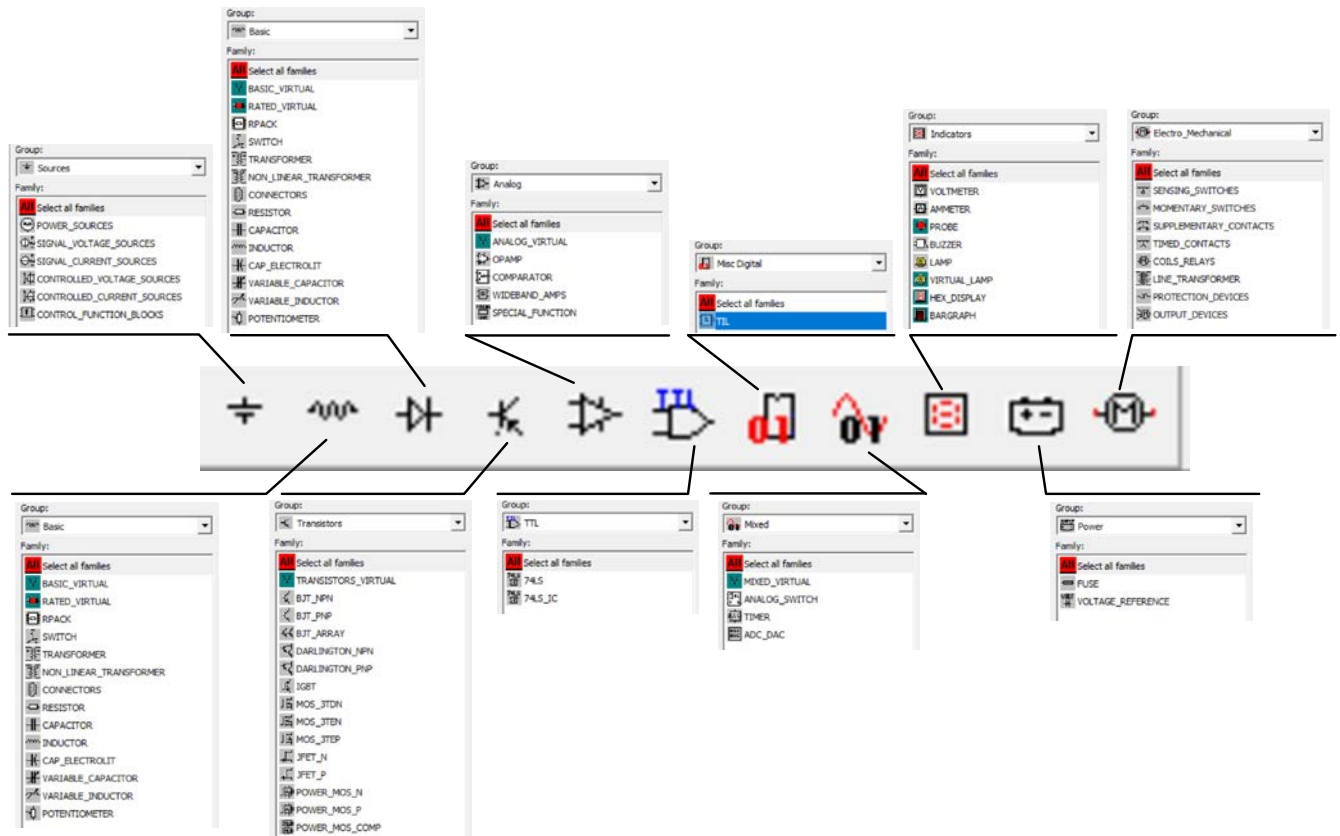 Group:
Sources
Family:
All Select all families
POWER_SOURCES
SIGNAL_VOLTAGE_SOURCES
SIGNAL_CURRENT_SOURCES
CONTROLLED_VOLTAGE_SOURCES
CONTROLLED_CURRENT_SOURCES
CONTROL_FUNCTION_BLOCKS
Group:
Basic
Family:
All Select all families
BASIC_VIRTUAL
RATED_VIRTUAL
RPACK
SWITCH
TRANSFORMER
NON_LINEAR_TRANSFORMER
CONNECTORS
RESISTOR
CAPACITOR
INDUCTOR
CAP_ELECTROLIT
VARIABLE_CAPACITOR
VARIABLE_INDUCTOR
POTENTIOMETER
Group:
Analog
Family:
All Select all families
ANALOG_VIRTUAL
OPAMP
COMPARATOR
WIDEBAND_AMPS
SPECIAL_FUNCTION
Group:
Misc Digital
Family:
All Select all families
TIL
Group:
Indicators
Family:
All Select all families
VOLTMETER
AMMETER
PROBE
BUZZER
LAMP
VIRTUAL_LAMP
HEX_DISPLAY
BARGRAPH
Group:
Electro_Mechanical
Family:
All Select all families
SENSING_SWITCHES
MOMENTARY_SWITCHES
SUPPLEMENTARY_CONTACTS
TIMED_CONTACTS
COILS_RELAYS
LINE_TRANSFORMER
PROTECTION_DEVICES
OUTPUT_DEVICES
TTL
01
01
M
Group:
Basic
Family:
All Select all families
BASIC_VIRTUAL
RATED_VIRTUAL
RPACK
SWITCH
TRANSFORMER
NON_LINEAR_TRANSFORMER
CONNECTORS
RESISTOR
CAPACITOR
INDUCTOR
CAP_ELECTROLIT
VARIABLE_CAPACITOR
VARIABLE_INDUCTOR
POTENTIOMETER
Group:
Transistors
Family:
All Select all families
TRANSISTORS_VIRTUAL
BJT_NPN
BJT_PNP
BJT_ARRAY
DARLINGTON_NPN
DARLINGTON_PNP
IGBT
MOS_3TDN
MOS_3TEN
MOS_3TEP
JFET_N
JFET_P
POWER_MOS_N
POWER_MOS_P
POWER_MOS_COMP
Group:
TTL
Family:
All Select all families
74LS
74LS_IC
Group:
Mixed
Family:
All Select all families
MIXED_VIRTUAL
ANALOG_SWITCH
TIMER
ADC_DAC
Group:
Power
Family:
All Select all families
FUSE
VOLTAGE_REFERENCE